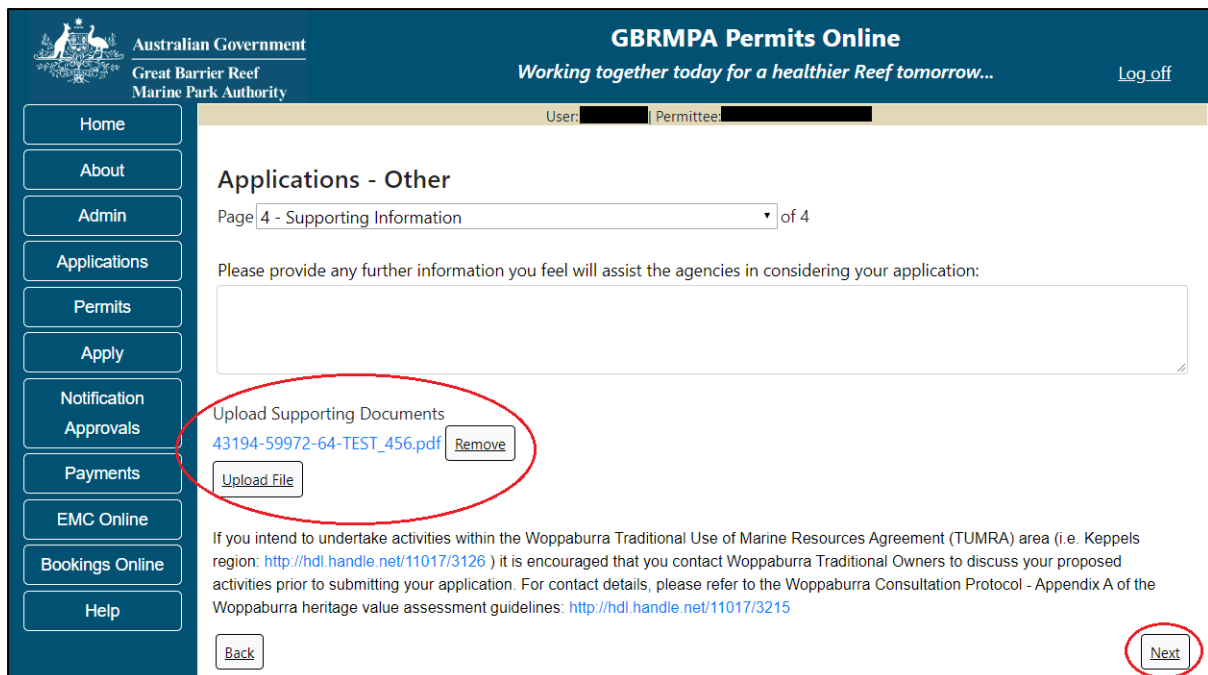 Australian Government
Great Barrier Reef
Marine Park Authority
GBRMPA Permits Online
Working together today for a healthier Reef tomorrow...
Log off
User: | Permittee:
Home
About
Admin
Applications
Permits
Apply
Notification
Approvals
Payments
EMC Online
Bookings Online
Help
Applications - Other
Page 4 - Supporting Information of 4
Please provide any further information you feel will assist the agencies in considering your application:
Upload Supporting Documents
43194-59972-64-TEST_456.pdf Remove
Upload File
If you intend to undertake activities within the Woppaburra Traditional Use of Marine Resources Agreement (TUMRA) area (i.e. Keppels
region: http://hdl.handle.net/11017/3126 ) it is encouraged that you contact Woppaburra Traditional Owners to discuss your proposed
activities prior to submitting your application. For contact details, please refer to the Woppaburra Consultation Protocol - Appendix A of the
Woppaburra heritage value assessment guidelines: http://hdl.handle.net/11017/3215
Back
Next